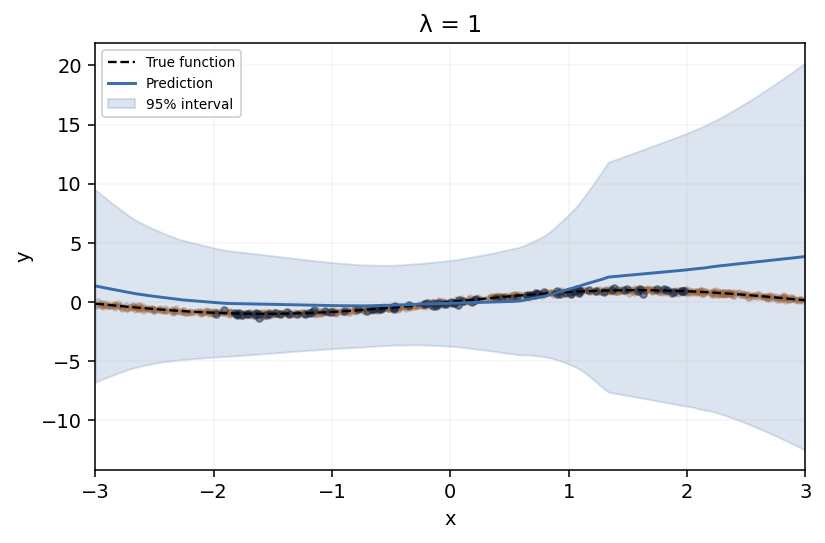 λ = 1
True function
Prediction
95% interval
20
15
10
5
0
−5
−10
y
−3
−2
−1
0
1
2
3
x